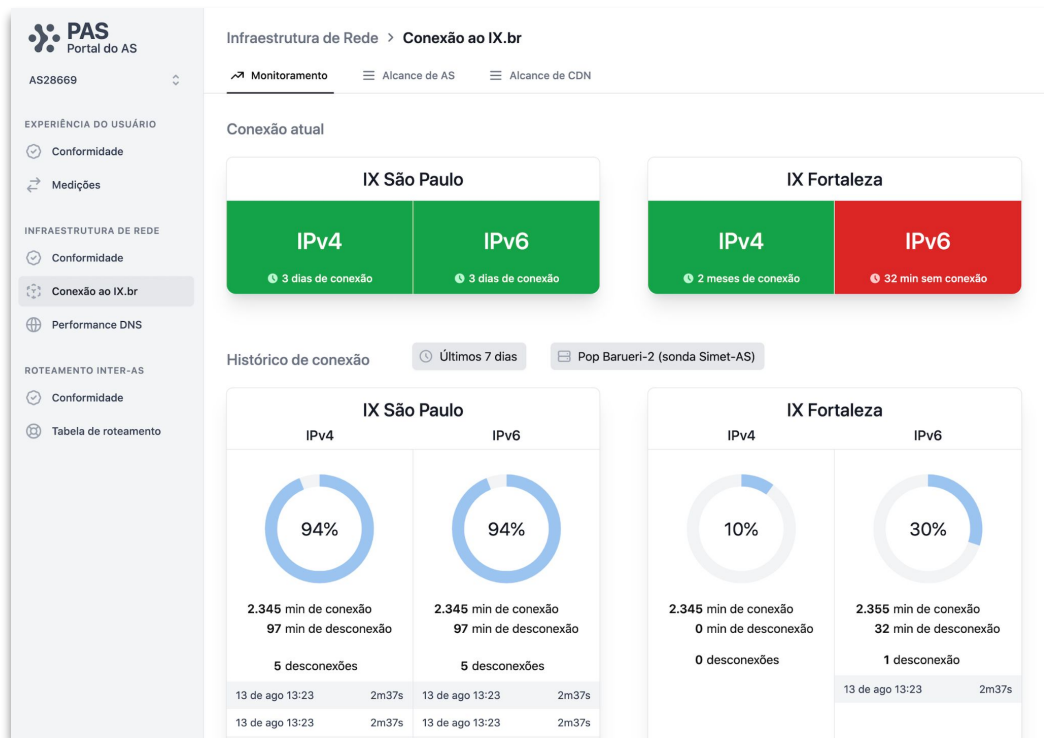 PAS
Portal do AS
AS28669
EXPERIÊNCIA DO USUÁRIO
Conformidade
Medições
INFRAESTRUTURA DE REDE
Conformidade
Conexão ao IX.br
Performance DNS
ROTEAMENTO INTER-AS
Conformidade
Tabela de roteamento
Infraestrutura de Rede > Conexão ao IX.br
Monitoramento Alcance de AS Alcance de CDN
Conexão atual
IX São Paulo
IPv4 IPv6
3 dias de conexão 3 dias de conexão
IX Fortaleza
IPv4 IPv6
2 meses de conexão 32 min sem conexão
Histórico de conexão Últimos 7 dias Pop Barueri-2 (sonda Simet-AS)
IX São Paulo
IPv4 IPv6
94% 94%
2.345 min de conexão 2.345 min de conexão
97 min de desconexão 97 min de desconexão
5 desconexões 5 desconexões
13 de ago 13:23 2m37s 13 de ago 13:23 2m37s
13 de ago 13:23 2m37s 13 de ago 13:23 2m37s
IX Fortaleza
IPv4 IPv6
10% 30%
2.345 min de conexão 2.355 min de conexão
0 min de desconexão 32 min de desconexão
0 desconexões 1 desconexão
13 de ago 13:23 2m37s